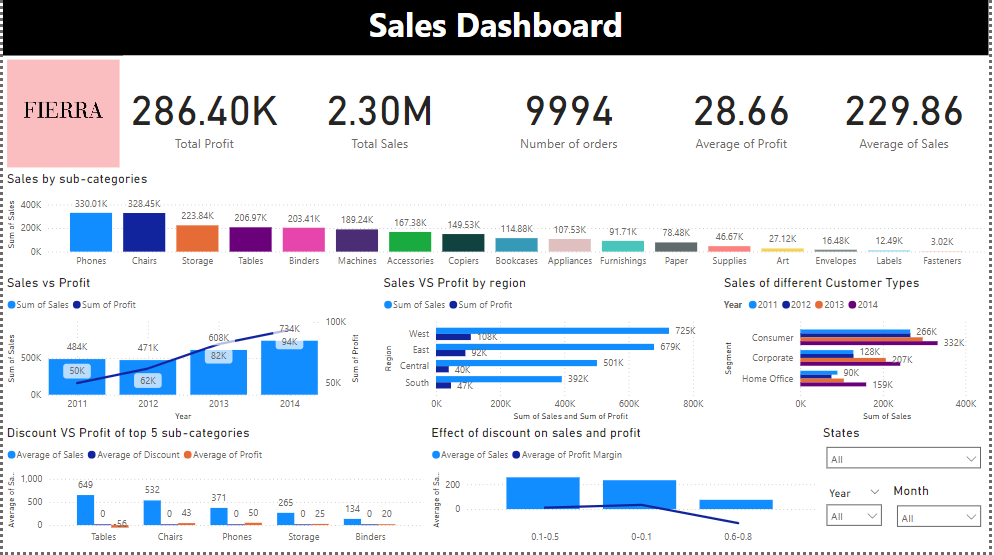 Sales Dashboard
FIERRA
286.40K
Total Profit
2.30M
Total Sales
9994
Number of orders
28.66
Average of Profit
229.86
Average of Sales
Sales by sub-categories
Sum of Sales
400K
200K
0K
330.01K 328.45K 223.84K 206.97K 203.41K 189.24K 167.38K 149.53K 114.88K 107.53K 91.71K 78.48K 46.67K 27.12K 16.48K 12.49K 3.02K
Phones Chairs Storage Tables Binders Machines Accessories Copiers Bookcases Appliances Furnishings Paper Supplies Art Envelopes Labels Fasteners
Sales vs Profit
Sum of Sales Sum of Profit
Sum of Sales
500K
0K
484K 471K 608K 734K
50K 62K 82K 94K
100K
50K
Sum of Profit
2011 2012 2013 2014
Year
Sales VS Profit by region
Sum of Sales Sum of Profit
Region
West 725K
108K
East 679K
92K
Central 501K
40K
South 392K
47K
0K 200K 400K 600K 800K
Sum of Sales and Sum of Profit
Sales of different Customer Types
Year 2011 2012 2013 2014
Segment
Consumer 266K
332K
Corporate 128K
207K
Home Office 90K
159K
0K 200K 400K
Sum of Sales
Discount VS Profit of top 5 sub-categories
Average of Sales Average of Discount Average of Profit
Average of Sa...
1,000
500
0
649 0 -56 532 0 43 371 0 50 265 0 25 134 0 20
Tables Chairs Phones Storage Binders
Effect of discount on sales and profit
Average of Sales Average of Profit Margin
Average of Sa...
200
0
0.1-0.5 0-0.1 0.6-0.8
States
All
Year
All
Month
All